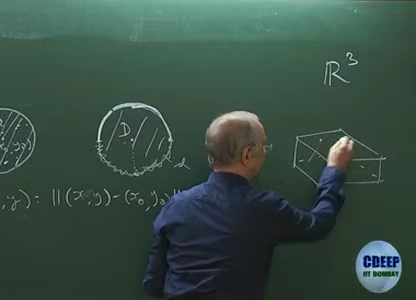 ℝ³
D
, y) = ||(x, y) – (x₀, y₀)||
CDEEP
IIT BOMBAY